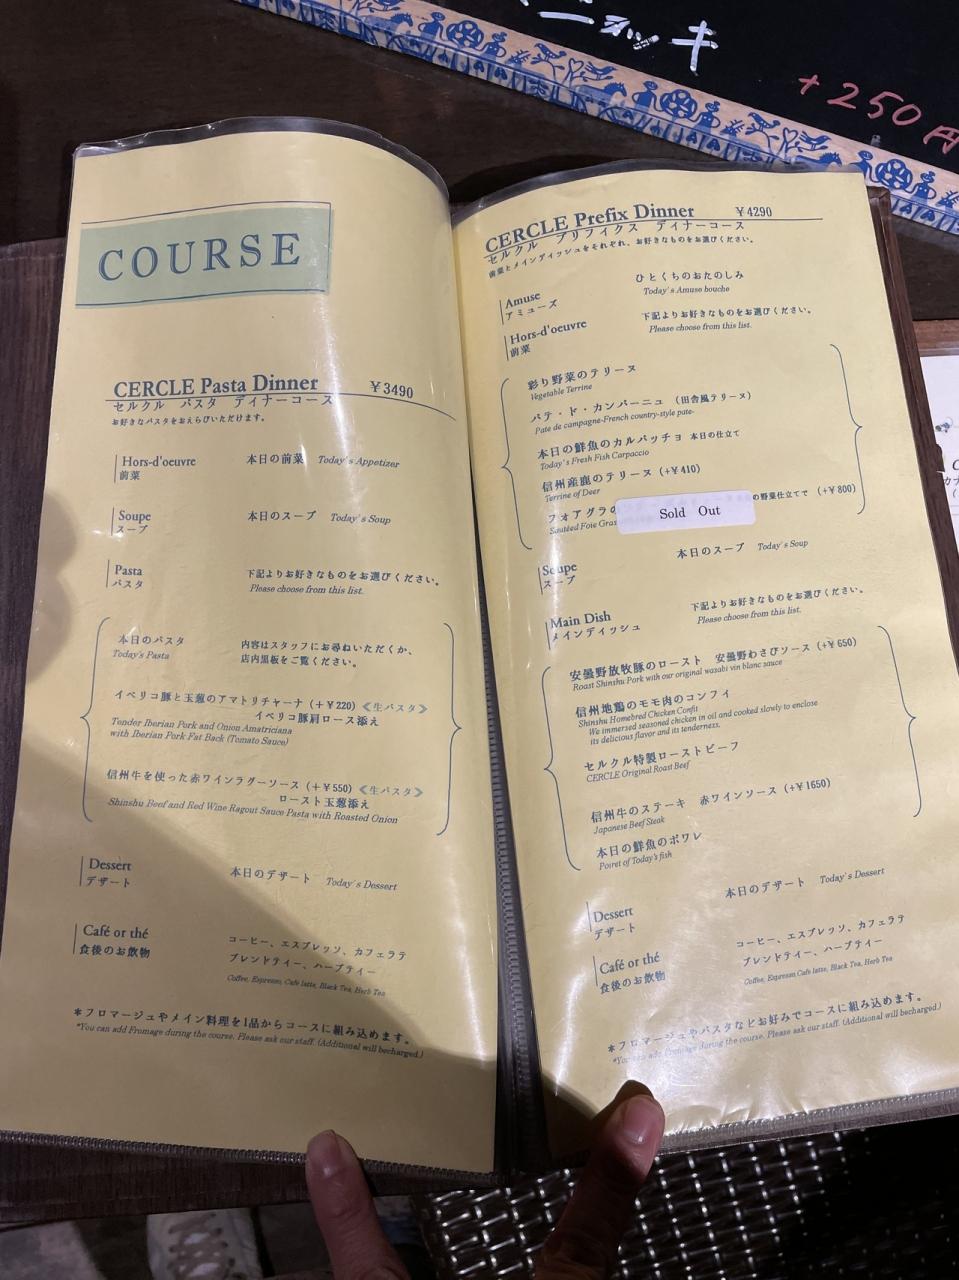 ニッキ
+250円
COURSE
CERCLE Pasta Dinner ¥3490
セルクル パスタ ディナーコース
お好きなパスタをおえらびいただけます。
Hors-d'oeuvre 本日の前菜 Today's Appetizer
前菜
Soupe 本日のスープ Today's Soup
スープ
Pasta 下記よりお好きなものをお選びください。
パスタ Please choose from this list.
本日のパスタ 内容はスタッフにお尋ねいただくか、
Today's Pasta 店内黒板をご覧ください。
イベリコ豚と玉葱のアマトリチャーナ (+¥220)《生パスタ》
イベリコ豚肩ロース添え
Tender Iberian Pork and Onion Amatriciana
with Iberian Pork Fat Back (Tomato Sauce)
信州牛を使った赤ワインラグーソース (+¥550)《生パスタ》
ロースト玉葱添え
Shinshu Beef and Red Wine Ragout Sauce Pasta with Roasted Onion
Dessert 本日のデザート Today's Dessert
デザート
Café or thé コーヒー、エスプレッソ、カフェラテ
食後のお飲物 ブレンドティー、ハーブティー
Coffee, Espresso, Cafe latte, Black Tea, Herb Tea
*フロマージュやメイン料理を1品からコースに組み込めます。
*You can add Fromage during the course. Please ask our staff. (Additional will becharged.)
CERCLE Prefix Dinner ¥4290
セルクル プリフィクス ディナーコース
前菜とメインディッシュをそれぞれ、お好きなものをお選びください。
Amuse ひとくちのおたのしみ
アミューズ Today's Amuse bouche
Hors-d'oeuvre 下記よりお好きなものをお選びください。
前菜 Please choose from this list.
彩り野菜のテリーヌ
Vegetable Terrine
パテ・ド・カンパーニュ (田舎風テリーヌ)
Pate de campagne-French country-style pate-
本日の鮮魚のカルパッチョ 本日の仕立て
Today's Fresh Fish Carpaccio
信州産鹿のテリーヌ (+¥410)
Terrine of Deer
フォアグラの の野菜仕立てで (+¥800)
Sautéed Foie Gras
Sold Out
Soupe 本日のスープ Today's Soup
スープ
Main Dish 下記よりお好きなものをお選びください。
メインディッシュ Please choose from this list.
安曇野放牧豚のロースト 安曇野わさびソース (+¥650)
Roast Shinshu Pork with our original wasabi vin blanc sauce
信州地鶏のモモ肉のコンフィ
Shinshu Homebred Chicken Confit
We immersed seasoned chicken in oil and cooked slowly to enclose
its delicious flavor and its tenderness.
セルクル特製ローストビーフ
CERCLE Original Roast Beef
信州牛のステーキ 赤ワインソース (+¥1650)
Japanese Beef Steak
本日の鮮魚のポワレ
Poiret of Today's fish
Dessert 本日のデザート Today's Dessert
デザート
Café or thé コーヒー、エスプレッソ、カフェラテ
食後のお飲物 ブレンドティー、ハーブティー
Coffee, Espresso, Cafe latte, Black Tea, Herb Tea
*フロマージュやパスタなどお好みでコースに組み込めます。
*You can add Fromage during the course. Please ask our staff. (Additional will becharged.)